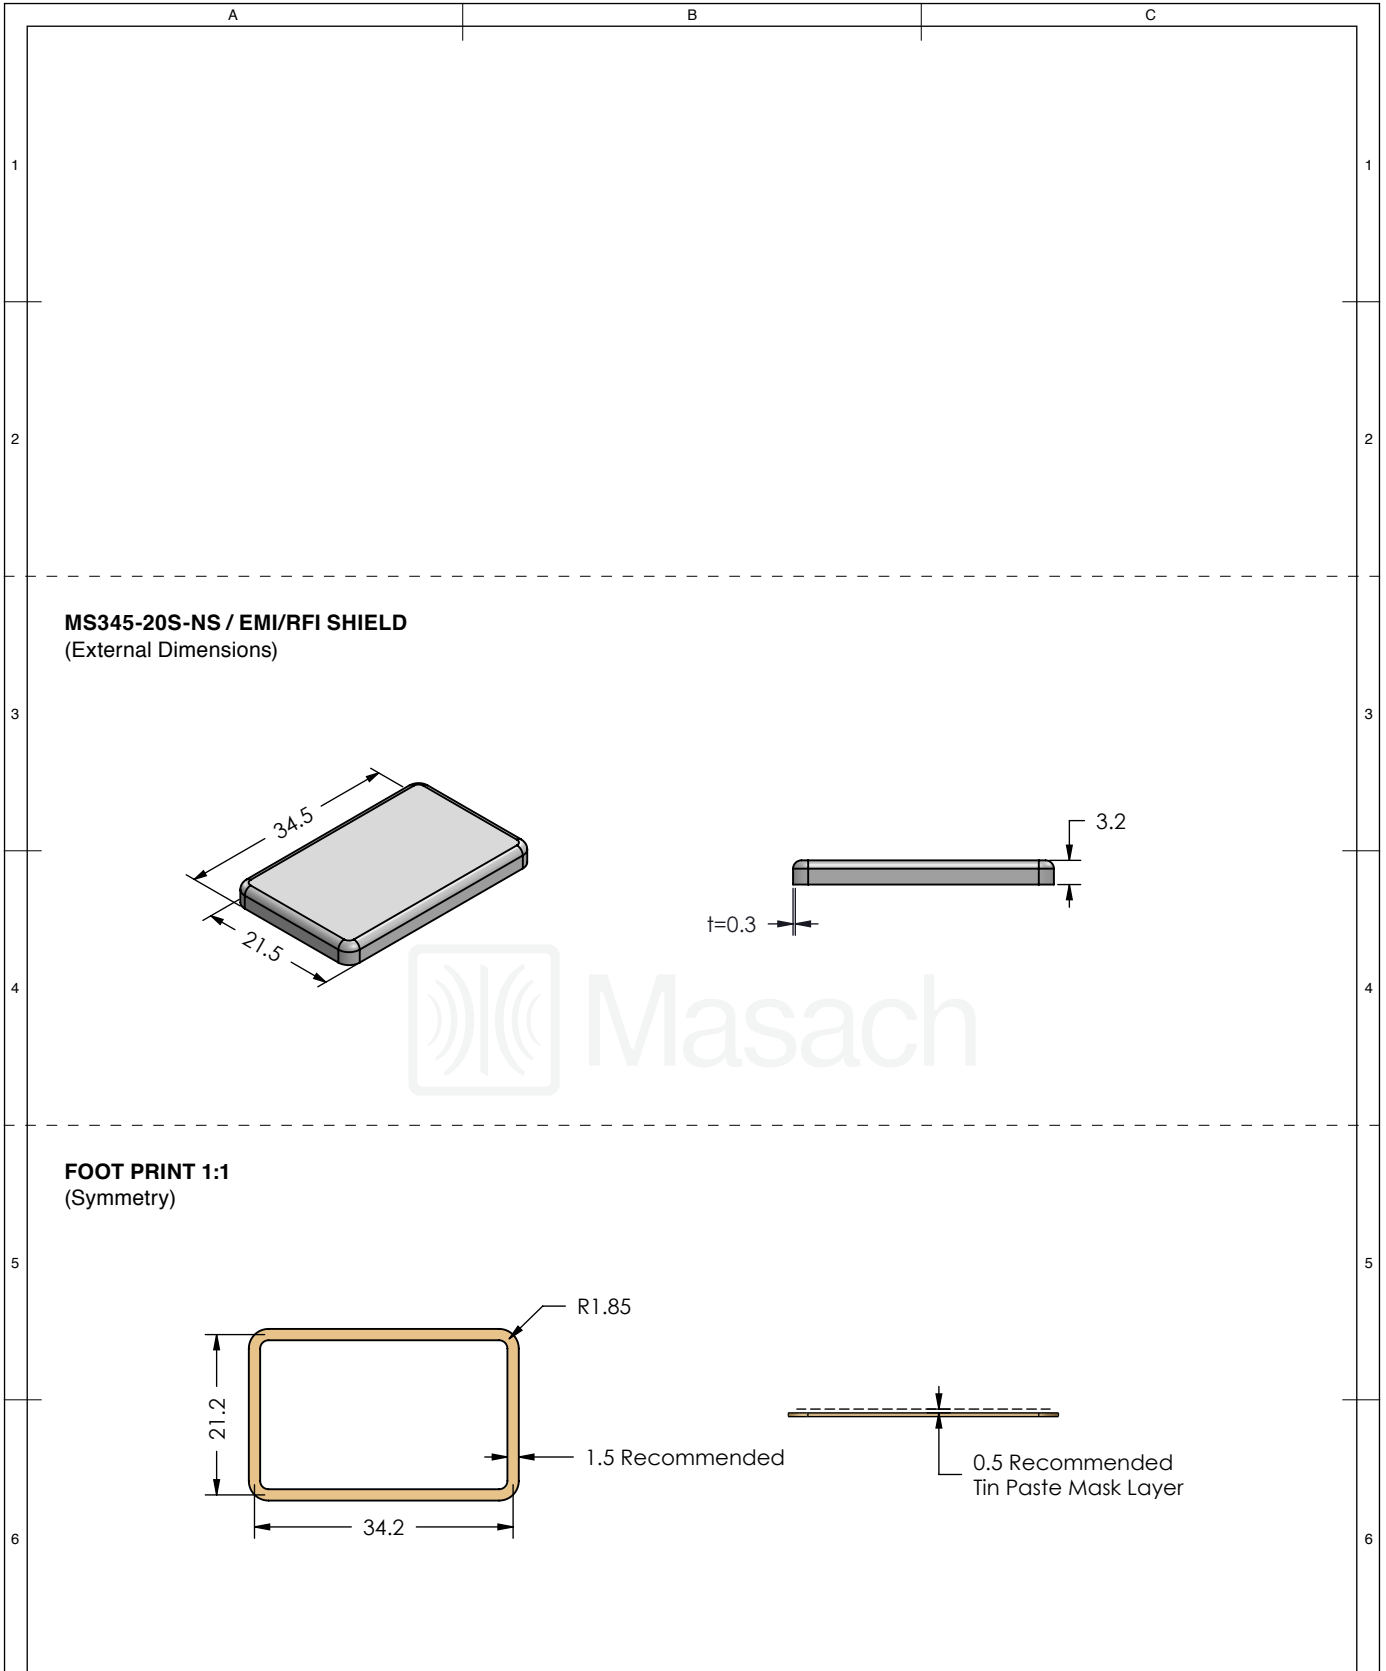 A B C
1 1
2 2
MS345-20S-NS / EMI/RFI SHIELD
(External Dimensions)
3 3
34.5
3.2
21.5
t=0.3
4 4
Masach
FOOT PRINT 1:1
(Symmetry)
5 5
R1.85
21.2
1.5 Recommended
0.5 Recommended
Tin Paste Mask Layer
34.2
6 6